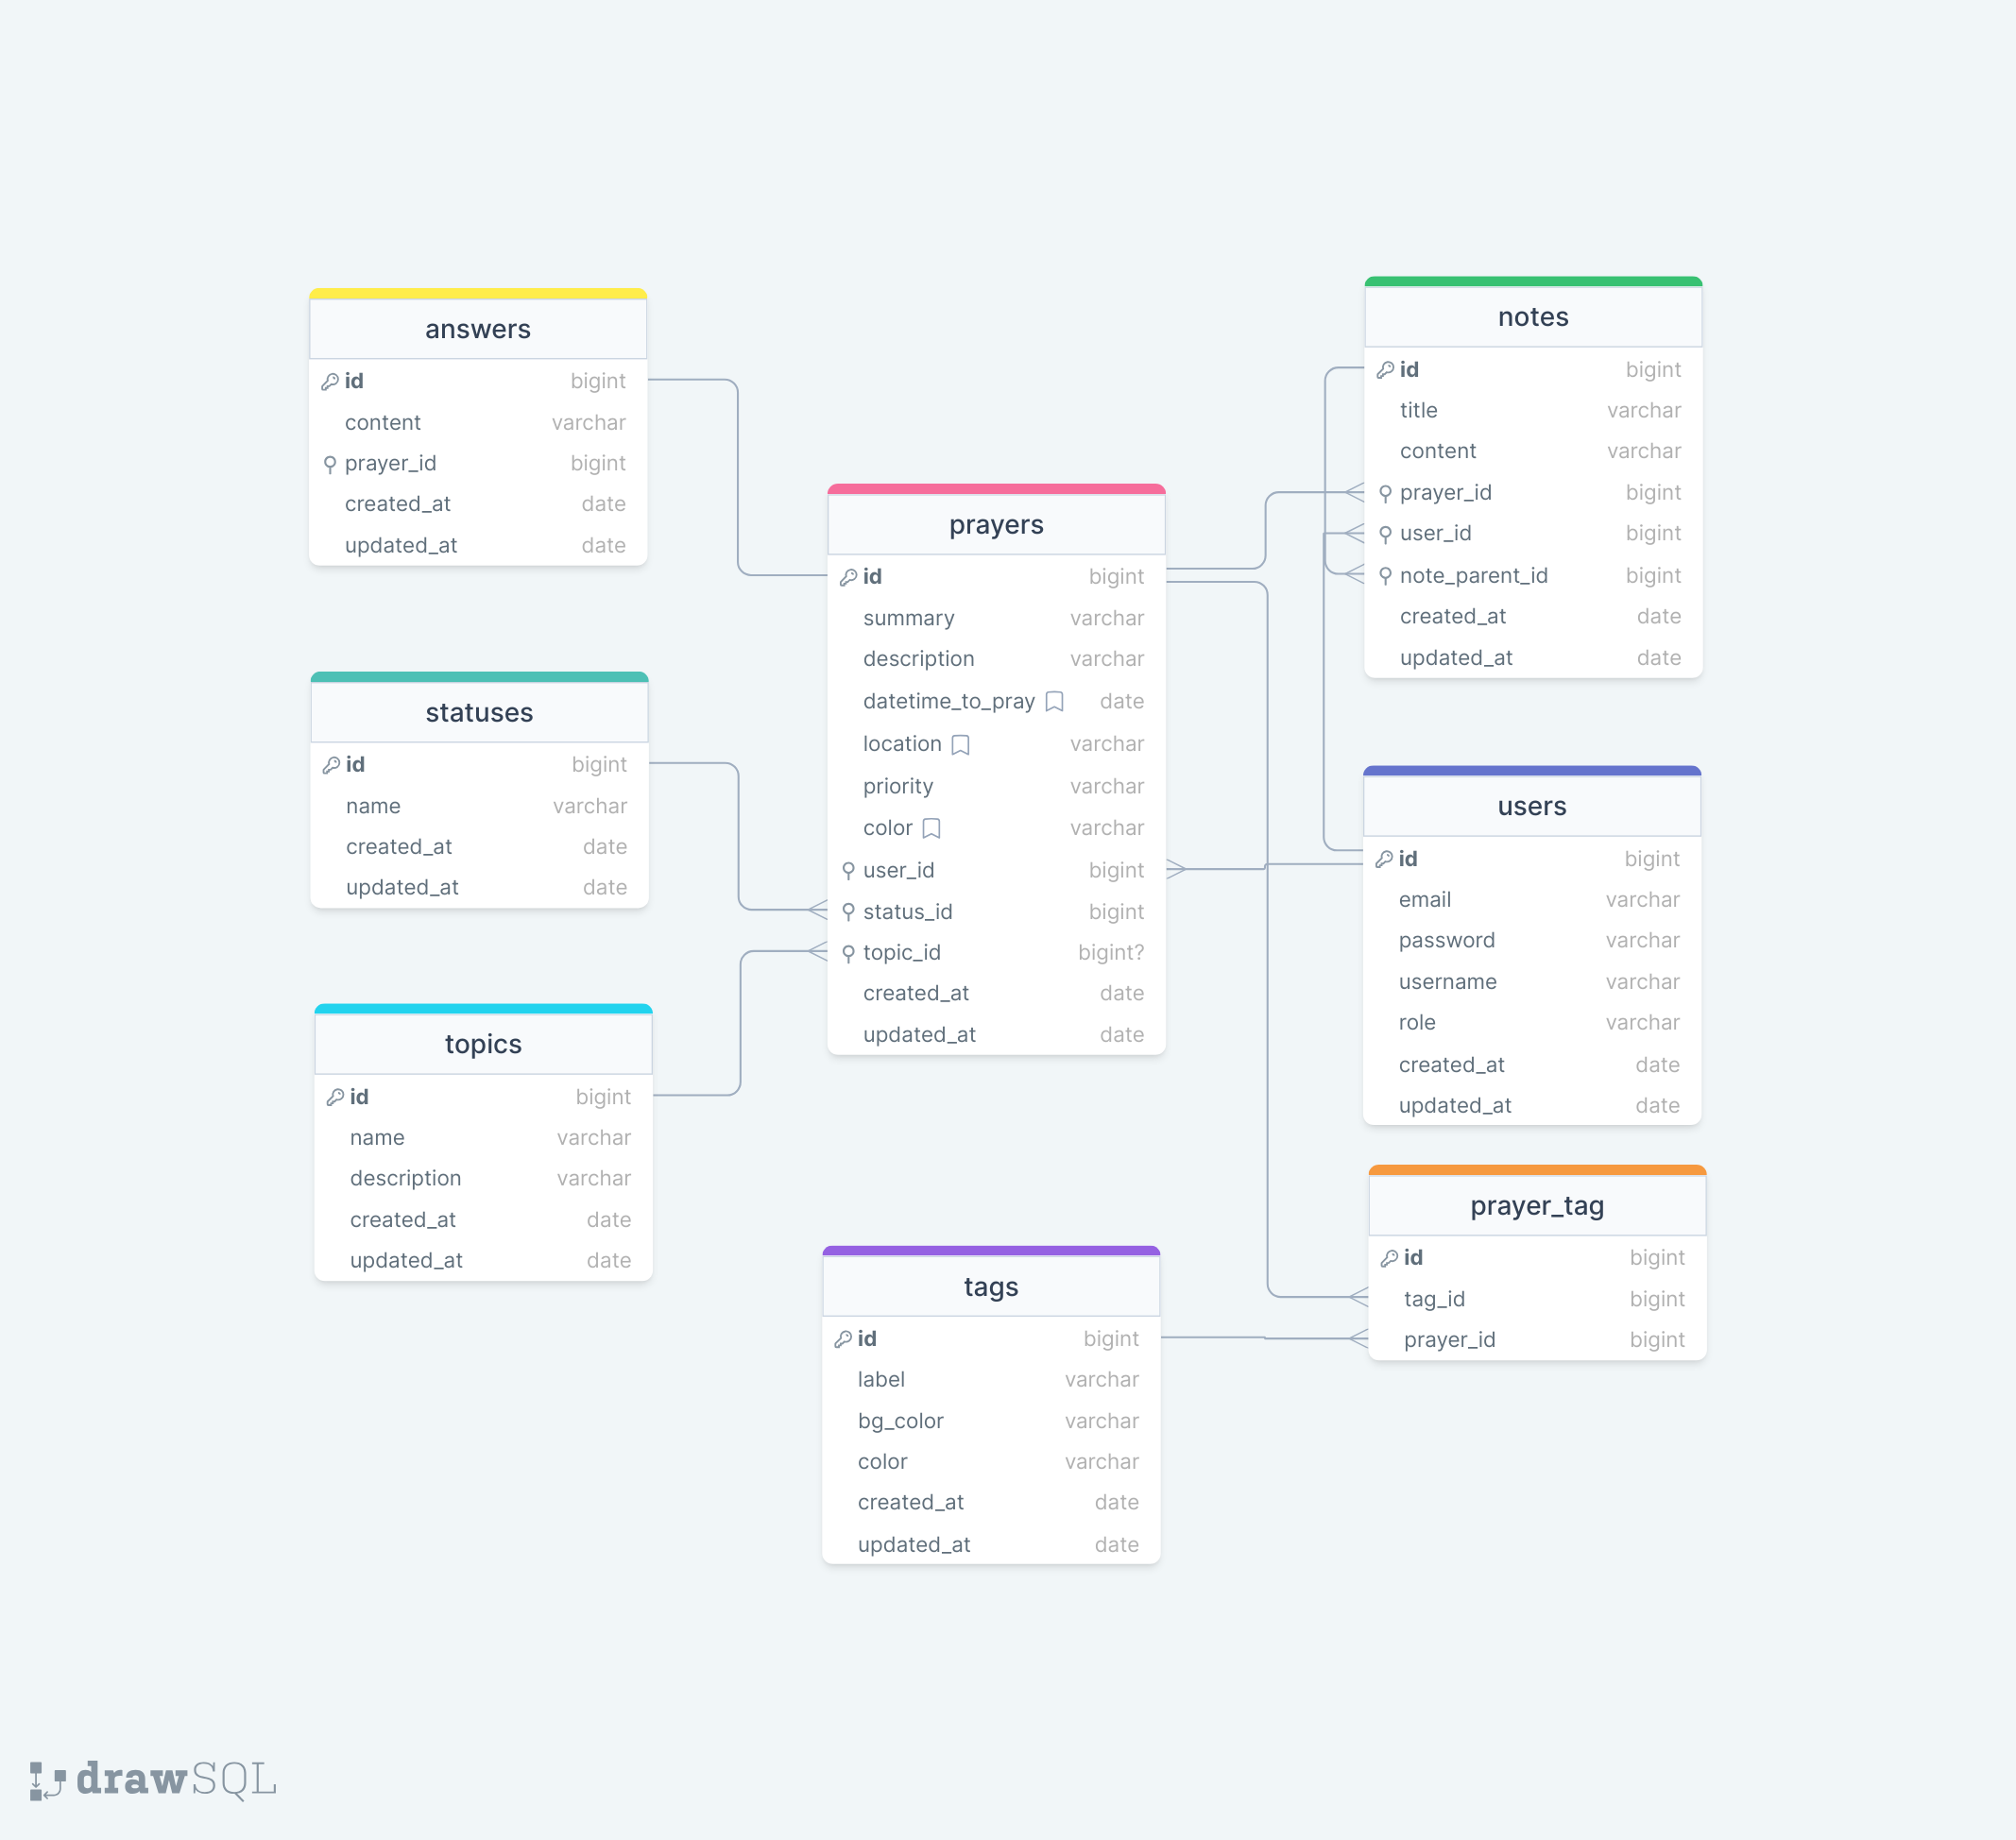 answers
id bigint
content varchar
prayer_id bigint
created_at date
updated_at date
statuses
id bigint
name varchar
created_at date
updated_at date
topics
id bigint
name varchar
description varchar
created_at date
updated_at date
prayers
id bigint
summary varchar
description varchar
datetime_to_pray date
location varchar
priority varchar
color varchar
user_id bigint
status_id bigint
topic_id bigint?
created_at date
updated_at date
tags
id bigint
label varchar
bg_color varchar
color varchar
created_at date
updated_at date
notes
id bigint
title varchar
content varchar
prayer_id bigint
user_id bigint
note_parent_id bigint
created_at date
updated_at date
users
id bigint
email varchar
password varchar
username varchar
role varchar
created_at date
updated_at date
prayer_tag
id bigint
tag_id bigint
prayer_id bigint
drawSQL